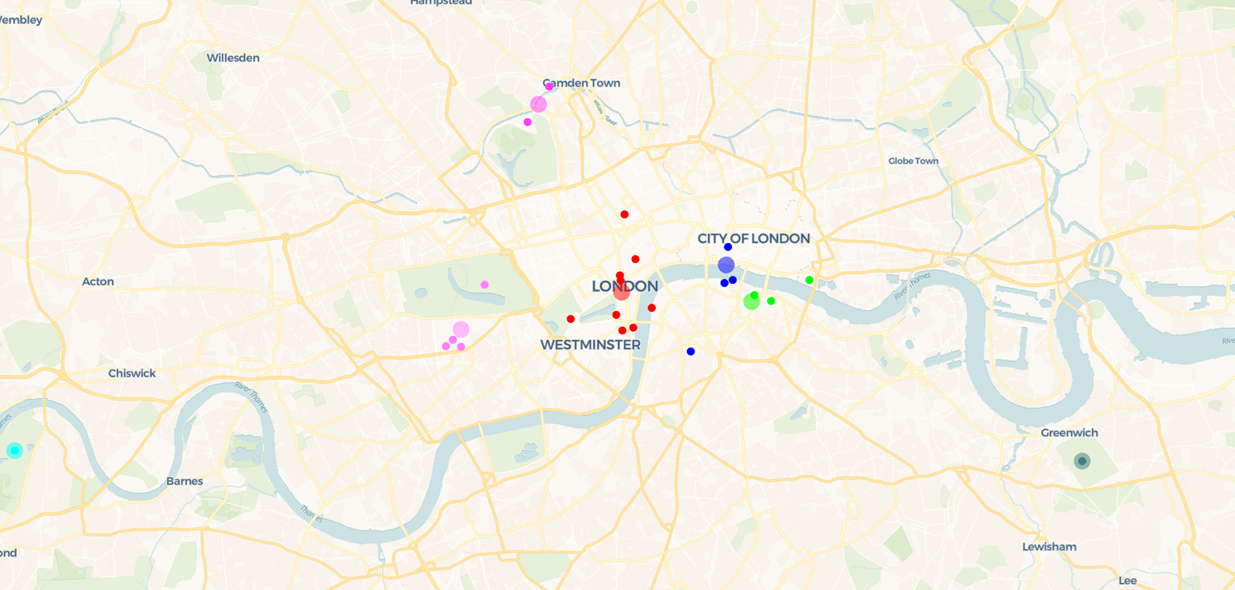 Hampstead
Wembley
Willesden
Camden Town
Globe Town
CITY OF LONDON
Acton
LONDON
River Thames
WESTMINSTER
Chiswick
River Thames
Greenwich
Barnes
Thames
Lewisham
Lee